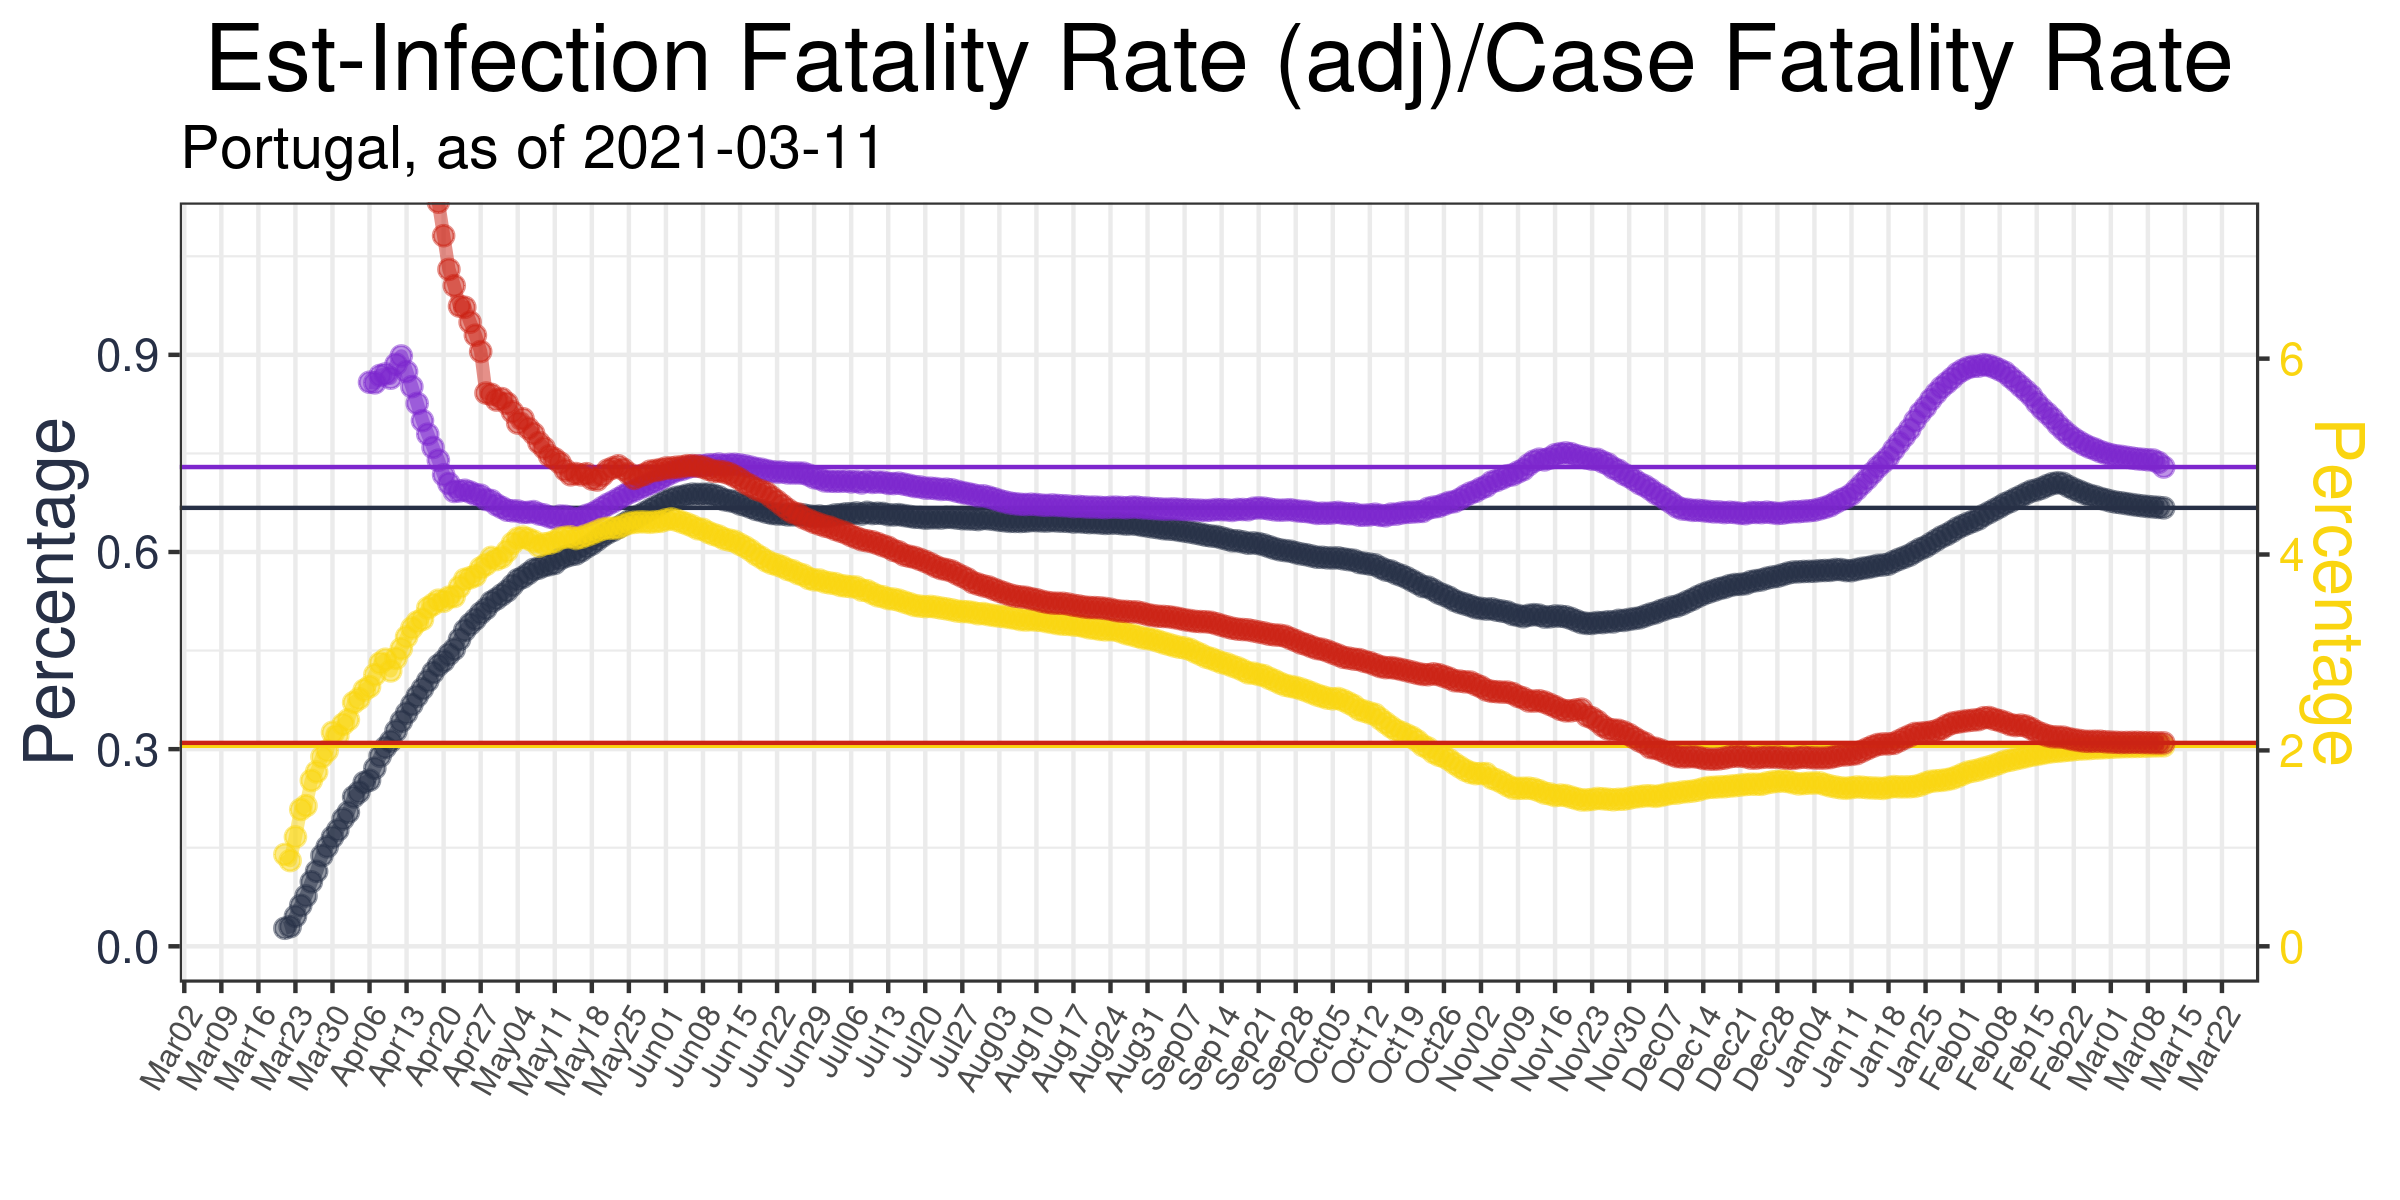 Est-Infection Fatality Rate (adj)/Case Fatality Rate
Portugal, as of 2021-03-11
Percentage
0.9
0.6
0.3
0.0
6
4
2
0
Percentage
Mar02
Mar09
Mar16
Mar23
Mar30
Apr06
Apr13
Apr20
Apr27
May04
May11
May18
May25
Jun01
Jun08
Jun15
Jun22
Jun29
Jul06
Jul13
Jul20
Jul27
Aug03
Aug10
Aug17
Aug24
Aug31
Sep07
Sep14
Sep21
Sep28
Oct05
Oct12
Oct19
Oct26
Nov02
Nov09
Nov16
Nov23
Nov30
Dec07
Dec14
Dec21
Dec28
Jan04
Jan11
Jan18
Jan25
Feb01
Feb08
Feb15
Feb22
Mar01
Mar08
Mar15
Mar22